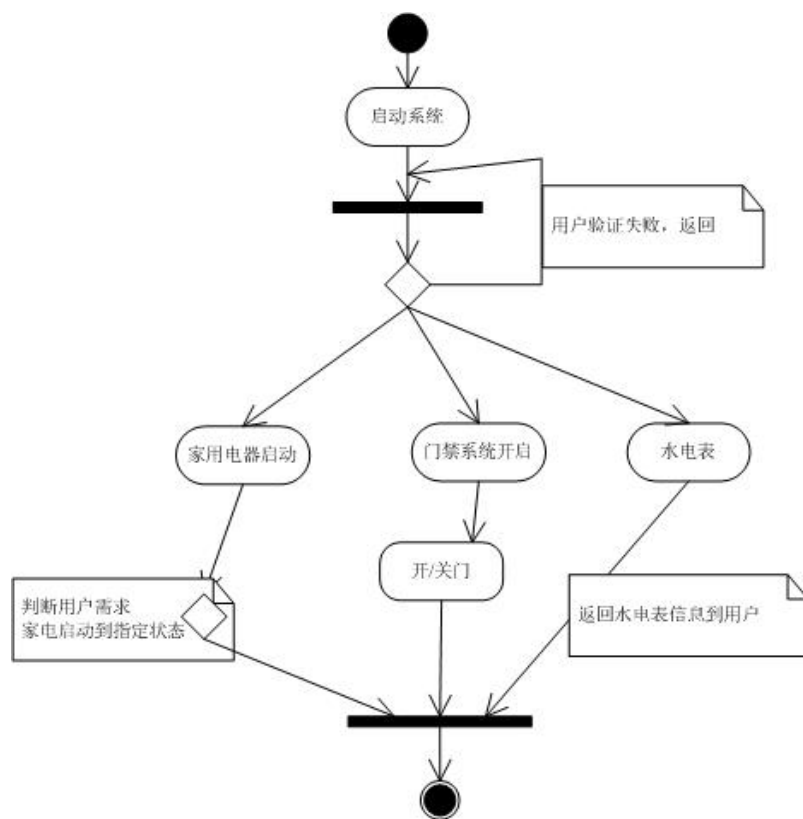 启动系统
用户验证失败，返回
家用电器启动
门禁系统开启
水电表
开/关门
判断用户需求
家电启动到指定状态
返回水电表信息到用户